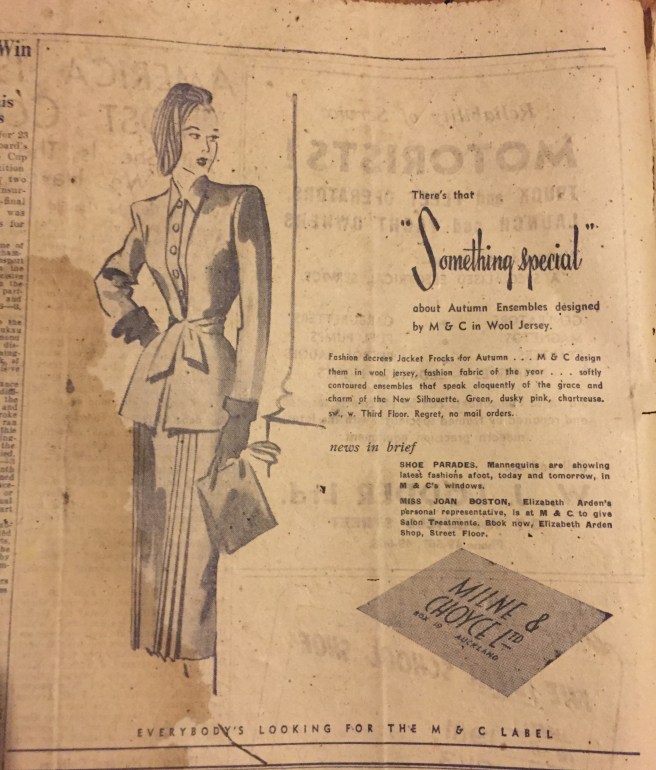 Win
There's that
"Something special"
about Autumn Ensembles designed
by M & C in Wool Jersey.
Fashion decrees Jacket Frocks for Autumn . . . M & C design
them in wool jersey, fashion fabric of the year . . . softly
contoured ensembles that speak eloquently of the grace and
charm of the New Silhouette. Green, dusky pink, chartreuse.
sw., w. Third Floor. Regret, no mail orders.
news in brief
SHOE PARADES. Mannequins are showing
latest fashions afoot, today and tomorrow, in
M & C's windows.
MISS JOAN BOSTON, Elizabeth Arden's
personal representative, is at M & C to give
Salon Treatments. Book now, Elizabeth Arden
Shop, Street Floor.
MILNE &
CHOYCE LTD
BOX 10 AUCKLAND
EVERYBODY'S LOOKING FOR THE M & C LABEL